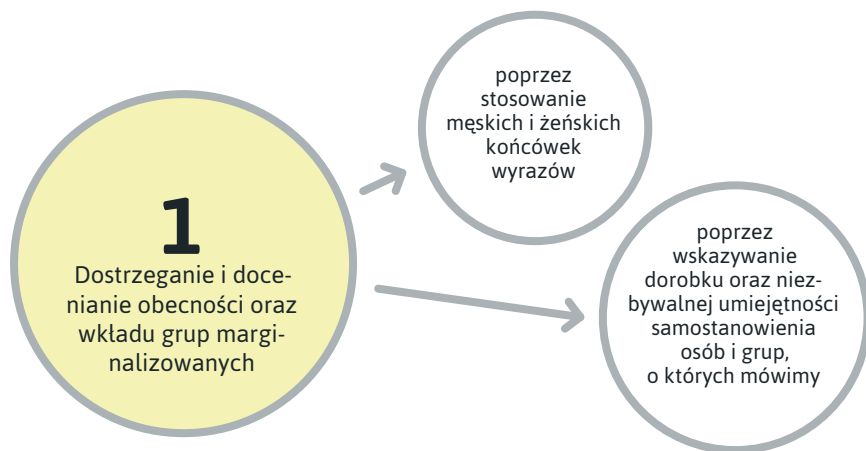 1
Dostrzeganie i doce-
nianie obecności oraz
wkładu grup margi-
nalizowanych
poprzez
stosowanie
męskich i żeńskich
końcówek
wyrazów
poprzez
wskazywanie
dorobku oraz niez-
bywalnej umiejętności
samostanowienia
osób i grup,
o których mówimy